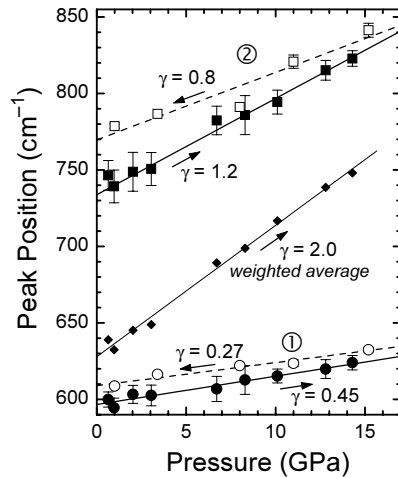 850
②
γ = 0.8
800
γ = 1.2
750
Peak Position (cm⁻¹)
700
γ = 2.0
weighted average
650
①
γ = 0.27
600
γ = 0.45
0 5 10 15
Pressure (GPa)